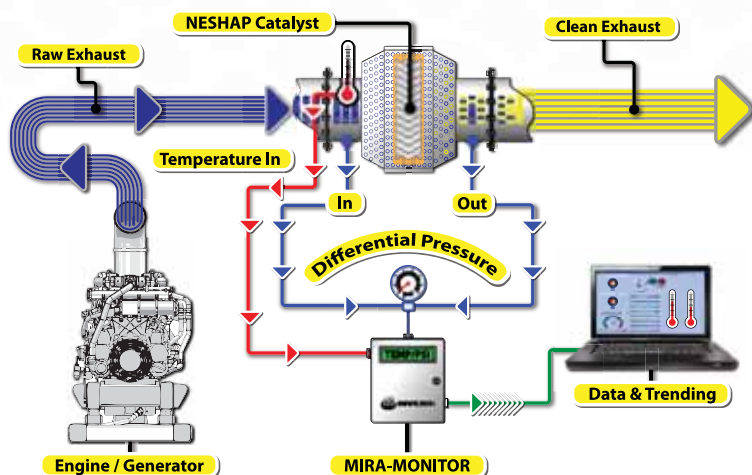 NESHAP Catalyst
Clean Exhaust
Raw Exhaust
Temperature In
In
Out
Differential Pressure
TEMP/PSI
Data & Trending
Engine / Generator
MIRA-MONITOR